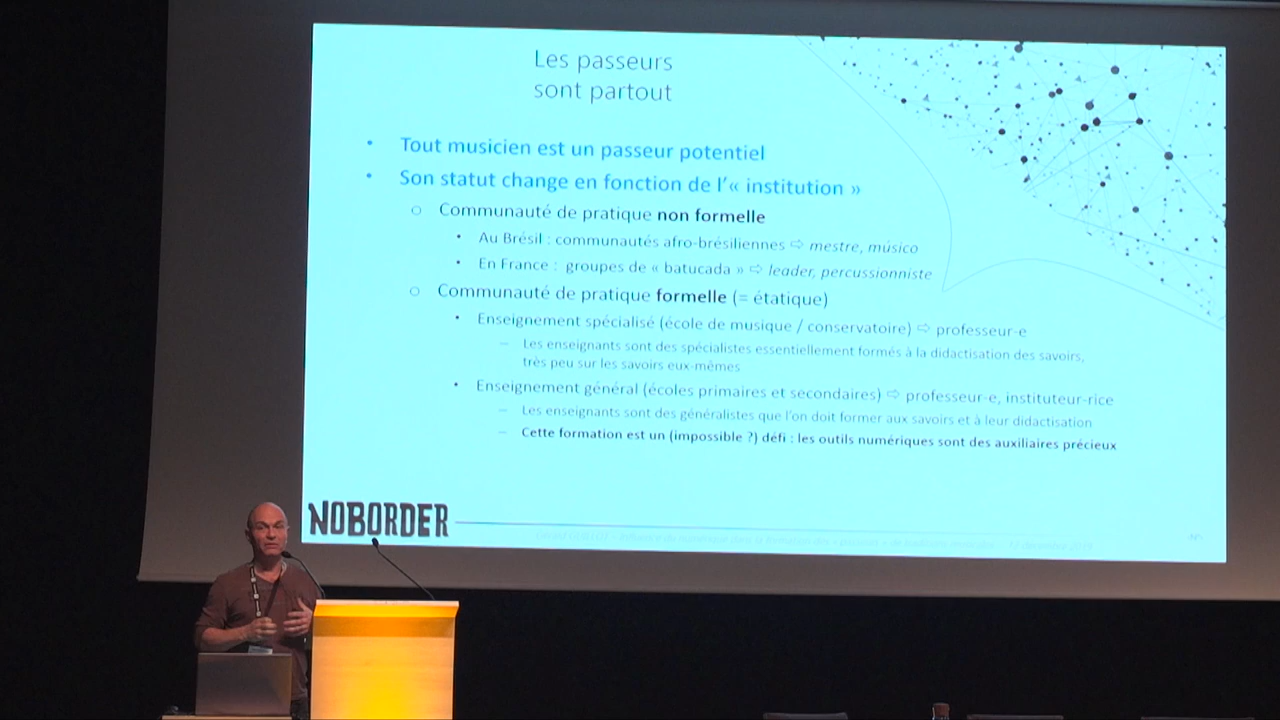 Les passeurs
sont partout
• Tout musicien est un passeur potentiel
• Son statut change en fonction de l'« institution »
○ Communauté de pratique non formelle
• Au Brésil : communautés afro-brésiliennes ⇨ mestre, músico
• En France : groupes de « batucada » ⇨ leader, percussionniste
○ Communauté de pratique formelle (= étatique)
• Enseignement spécialisé (école de musique / conservatoire) ⇨ professeur-e
– Les enseignants sont des spécialistes essentiellement formés à la didactisation des savoirs,
très peu sur les savoirs eux-mêmes
• Enseignement général (écoles primaires et secondaires) ⇨ professeur-e, instituteur-rice
– Les enseignants sont des généralistes que l'on doit former aux savoirs et à leur didactisation
– Cette formation est un (impossible ?) défi : les outils numériques sont des auxiliaires précieux
NOBORDER